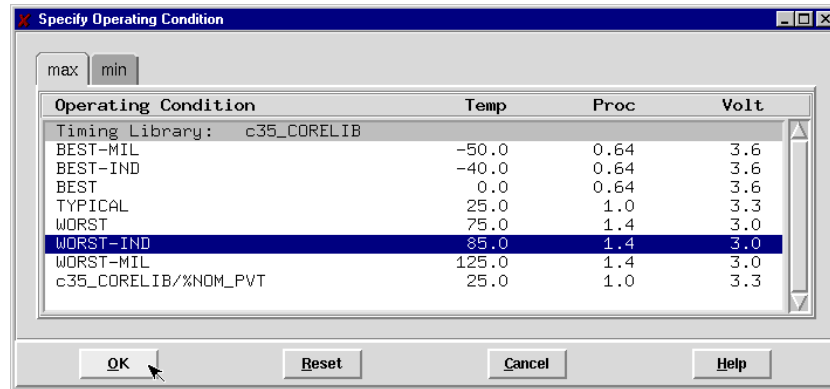 Specify Operating Condition
max min
Operating Condition Temp Proc Volt
Timing Library: c35_CORELIB
BEST-MIL -50.0 0.64 3.6
BEST-IND -40.0 0.64 3.6
BEST 0.0 0.64 3.6
TYPICAL 25.0 1.0 3.3
WORST 75.0 1.4 3.0
WORST-IND 85.0 1.4 3.0
WORST-MIL 125.0 1.4 3.0
c35_CORELIB/%NOM_PVT 25.0 1.0 3.3
OK Reset Cancel Help